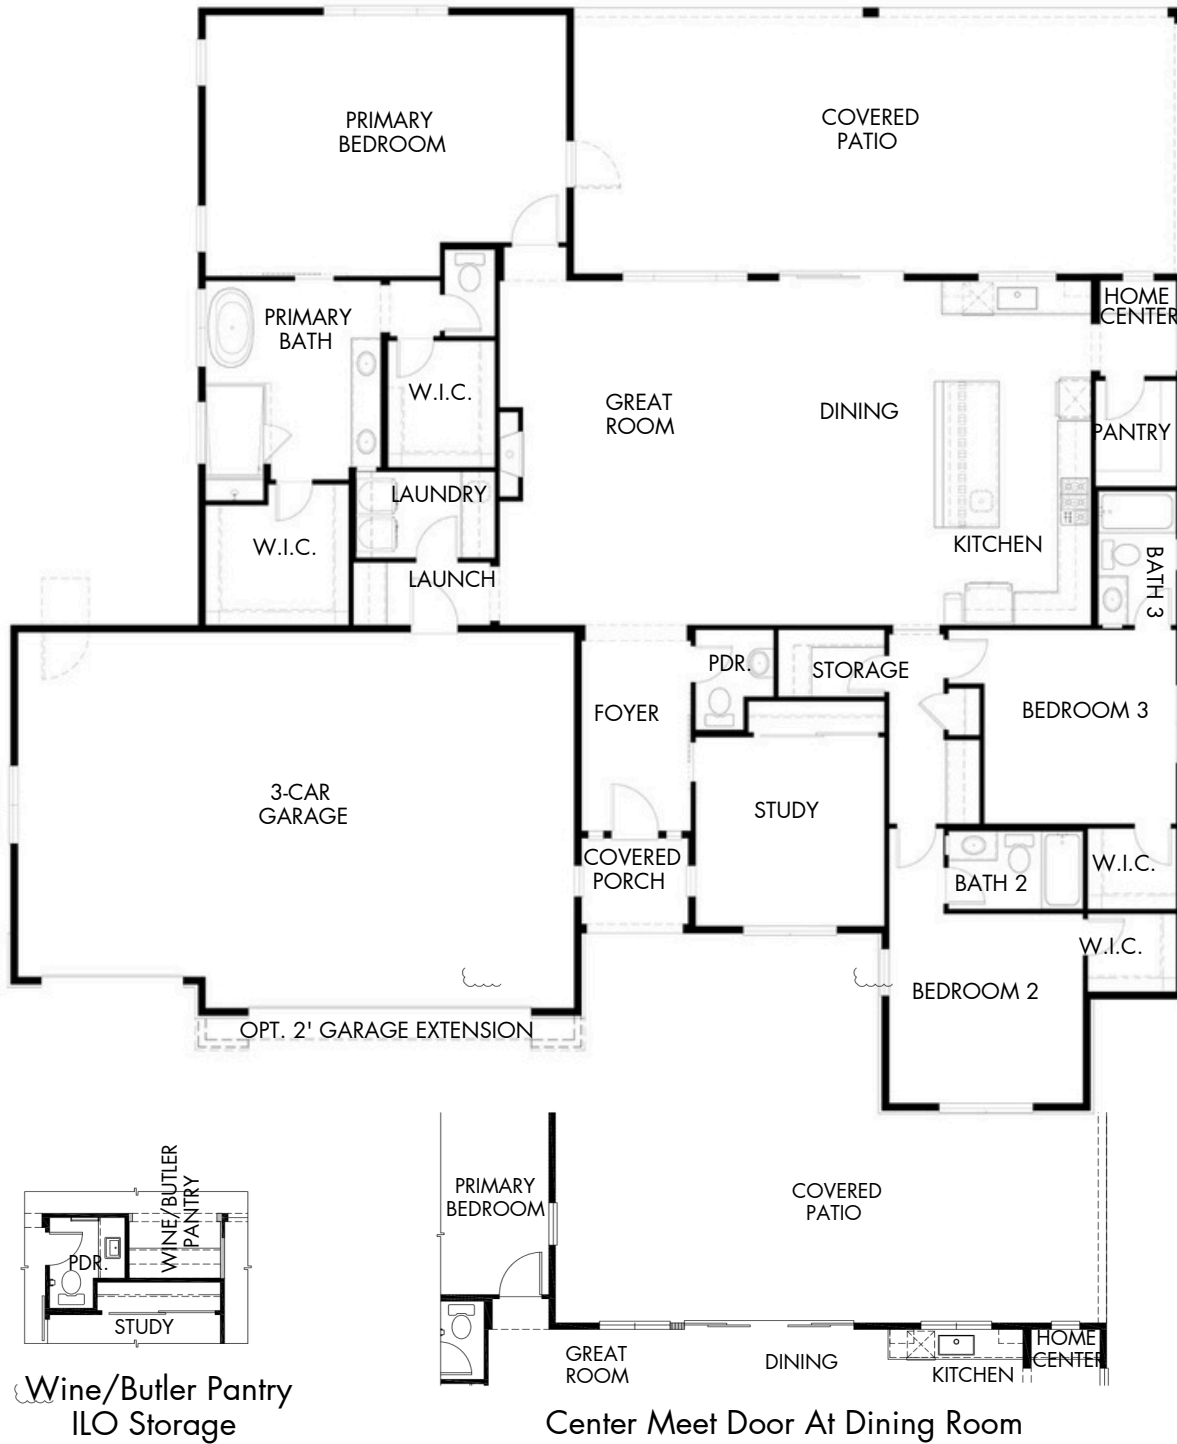 PRIMARY
BEDROOM
COVERED
PATIO
HOME
CENTER
PRIMARY
BATH
W.I.C.
GREAT
ROOM
DINING
PANTRY
LAUNDRY
W.I.C.
KITCHEN
LAUNCH
BATH 3
PDR.
STORAGE
FOYER
BEDROOM 3
3-CAR
GARAGE
STUDY
COVERED
PORCH
W.I.C.
BATH 2
W.I.C.
BEDROOM 2
OPT. 2' GARAGE EXTENSION
WINE/BUTLER
PANTRY
PDR.
STUDY
Wine/Butler Pantry
ILO Storage
PRIMARY
BEDROOM
COVERED
PATIO
GREAT
ROOM
DINING
KITCHEN
HOME
CENTER
Center Meet Door At Dining Room